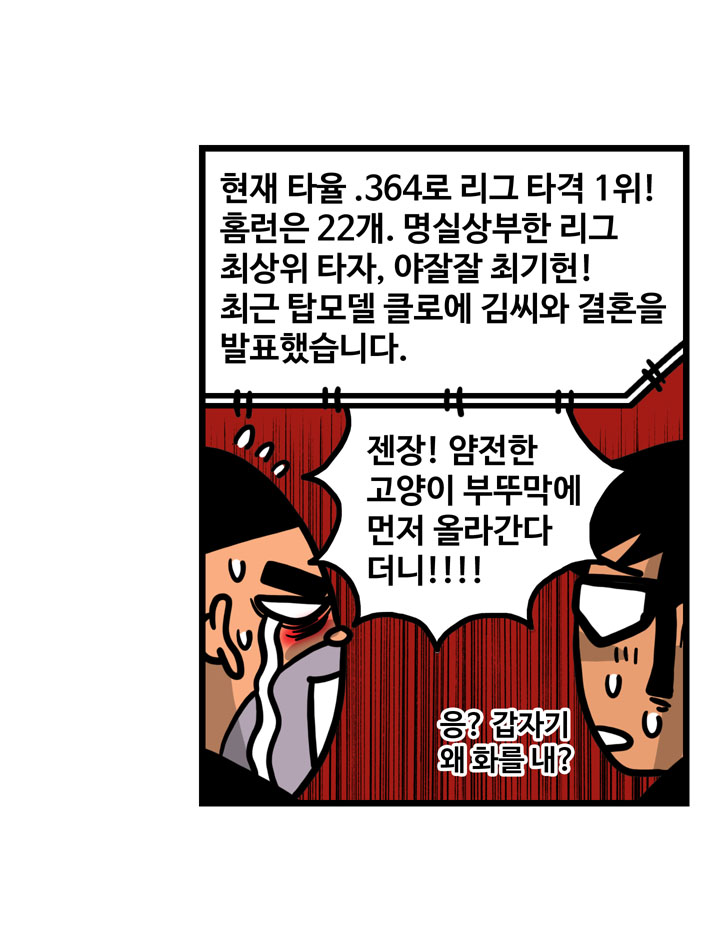 현재 타율 .364로 리그 타격 1위!
홈런은 22개. 명실상부한 리그
최상위 타자, 야잘잘 최기헌!
최근 탑모델 클로에 김씨와 결혼을
발표했습니다.
젠장! 얌전한
고양이 부뚜막에
먼저 올라간다
더니!!!!
응? 갑자기
왜 화를 내?